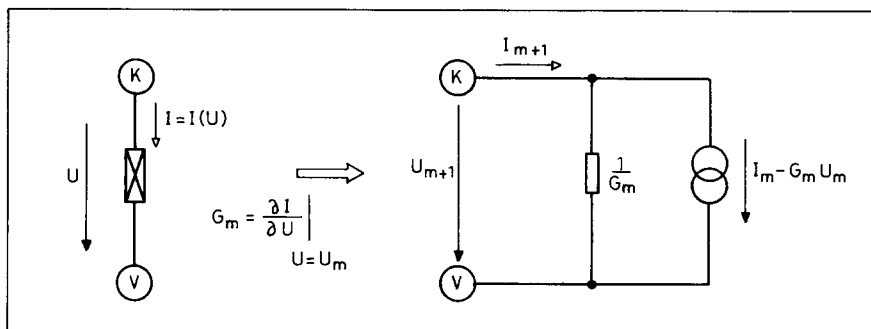 K
I = I(U)
U
V
G_m = ∂I/∂U | U=U_m
K
I_{m+1}
U_{m+1}
1/G_m
I_m - G_m U_m
V